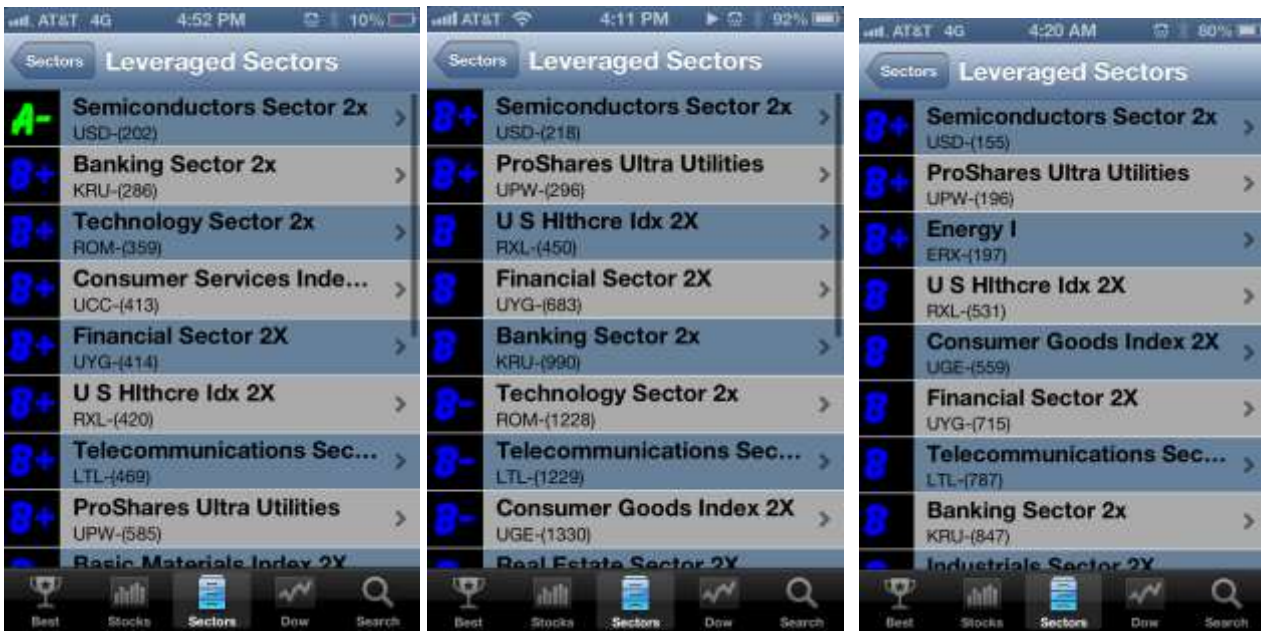 AT&T 4G 4:52 PM 10%
Sectors Leveraged Sectors
A- Semiconductors Sector 2x
USD-(202)
B+ Banking Sector 2x
KRU-(286)
B+ Technology Sector 2x
ROM-(359)
B+ Consumer Services Inde...
UCC-(413)
B+ Financial Sector 2X
UYG-(414)
B+ U S Hlthcre Idx 2X
RXL-(420)
B+ Telecommunications Sec...
LTL-(469)
B+ ProShares Ultra Utilities
UPW-(585)
Basic Materials Index 2X
Best Stocks Sectors Dow Search
AT&T 4:11 PM 92%
Sectors Leveraged Sectors
B+ Semiconductors Sector 2x
USD-(218)
B+ ProShares Ultra Utilities
UPW-(296)
B U S Hlthcre Idx 2X
RXL-(450)
B Financial Sector 2X
UYG-(683)
B Banking Sector 2x
KRU-(990)
B- Technology Sector 2x
ROM-(1228)
B- Telecommunications Sec...
LTL-(1229)
B- Consumer Goods Index 2X
UGE-(1330)
Real Estate Sector 2X
Best Stocks Sectors Dow Search
AT&T 4G 4:20 AM 80%
Sectors Leveraged Sectors
B+ Semiconductors Sector 2x
USD-(155)
B+ ProShares Ultra Utilities
UPW-(196)
B+ Energy I
ERX-(197)
B U S Hlthcre Idx 2X
RXL-(531)
B Consumer Goods Index 2X
UGE-(559)
B Financial Sector 2X
UYG-(715)
B Telecommunications Sec...
LTL-(787)
B Banking Sector 2x
KRU-(847)
Industrials Sector 2X
Best Stocks Sectors Dow Search